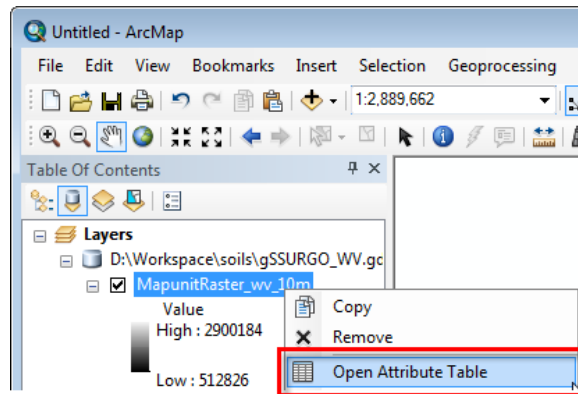 Untitled - ArcMap
File Edit View Bookmarks Insert Selection Geoprocessing
1:2,889,662
Table Of Contents
Layers
D:\Workspace\soils\gSSURGO_WV.gd
MapunitRaster_wv_10m
Value
High : 2900184
Low : 512826
Copy
Remove
Open Attribute Table